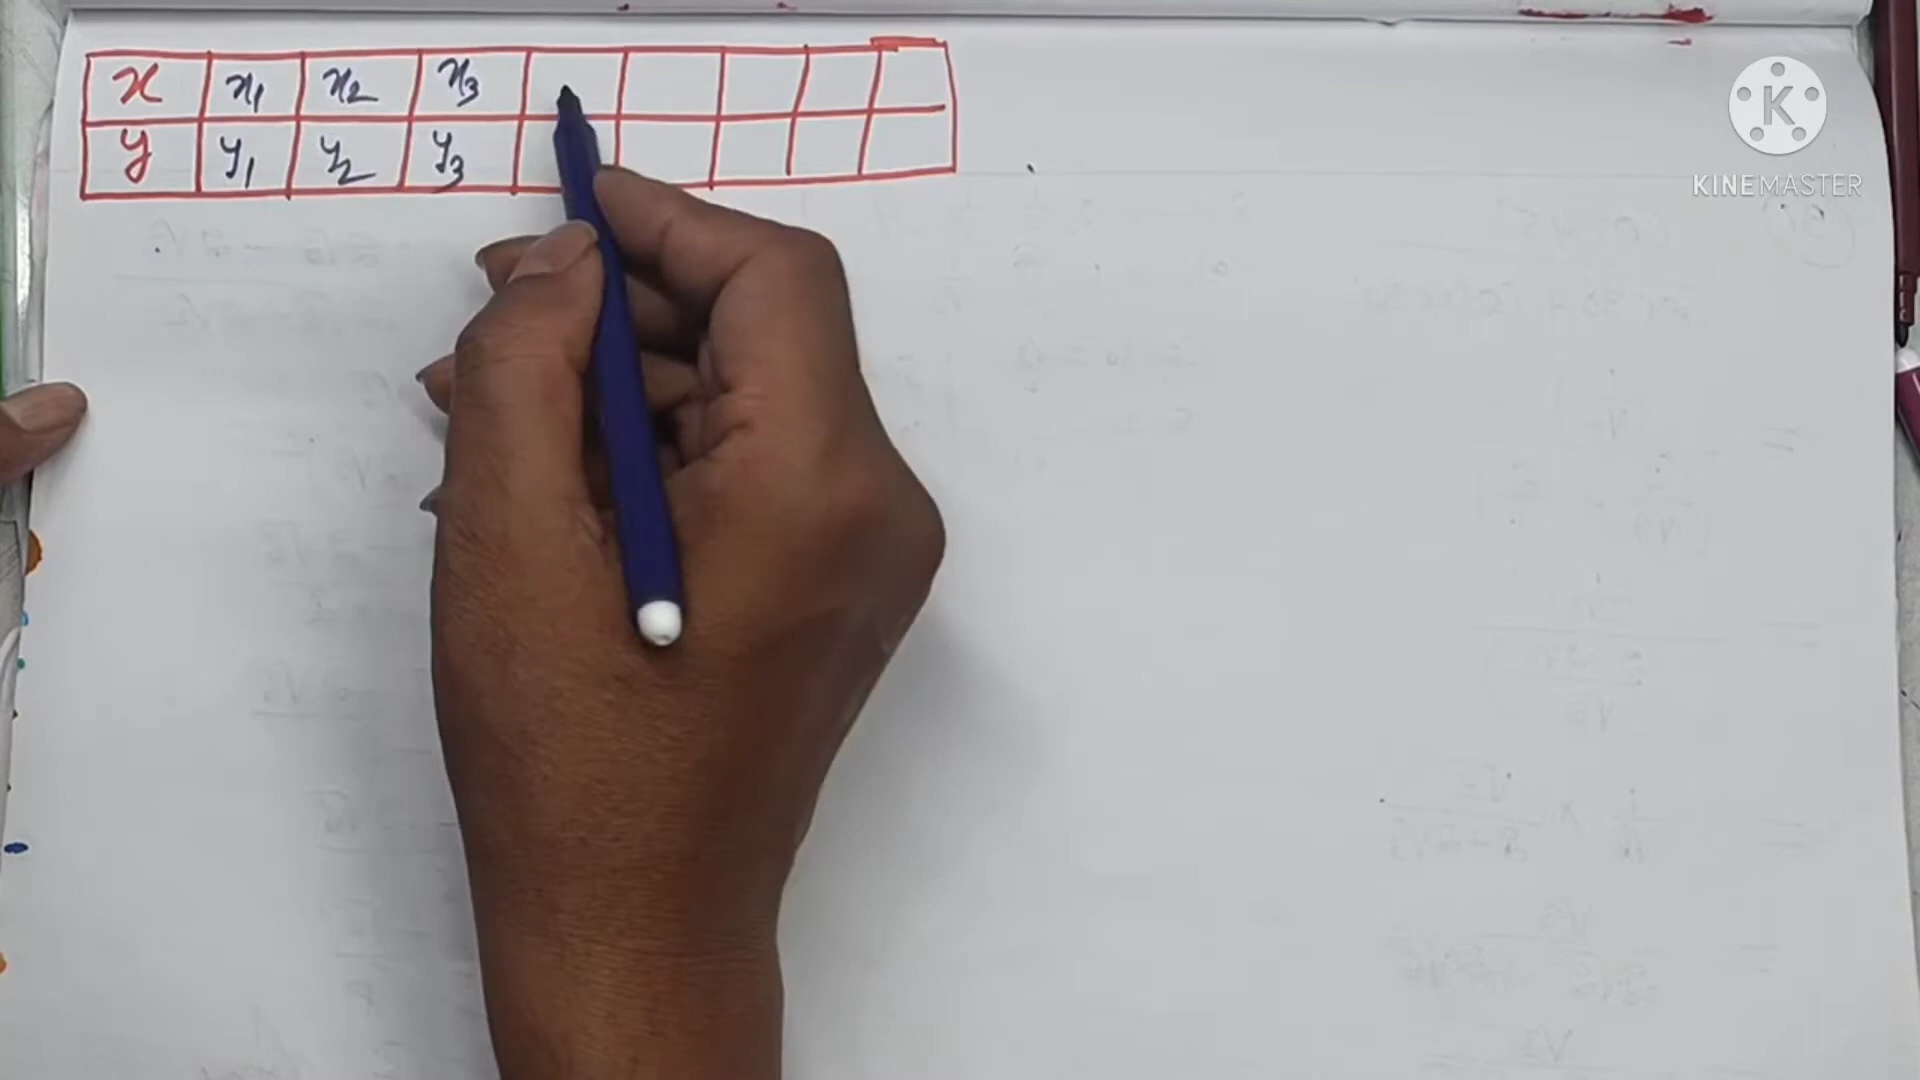 x x₁ x₂ x₃
y y₁ y₂ y₃
K
KINEMASTER